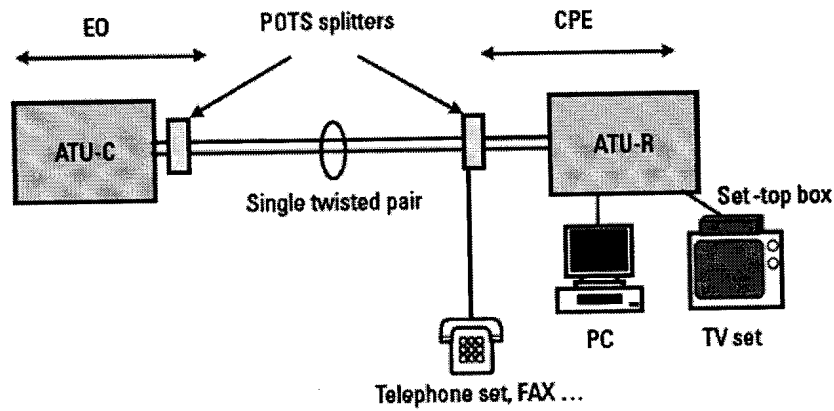 EO
POTS splitters
CPE
ATU-C
ATU-R
Single twisted pair
Set-top box
PC
TV set
Telephone set, FAX ...